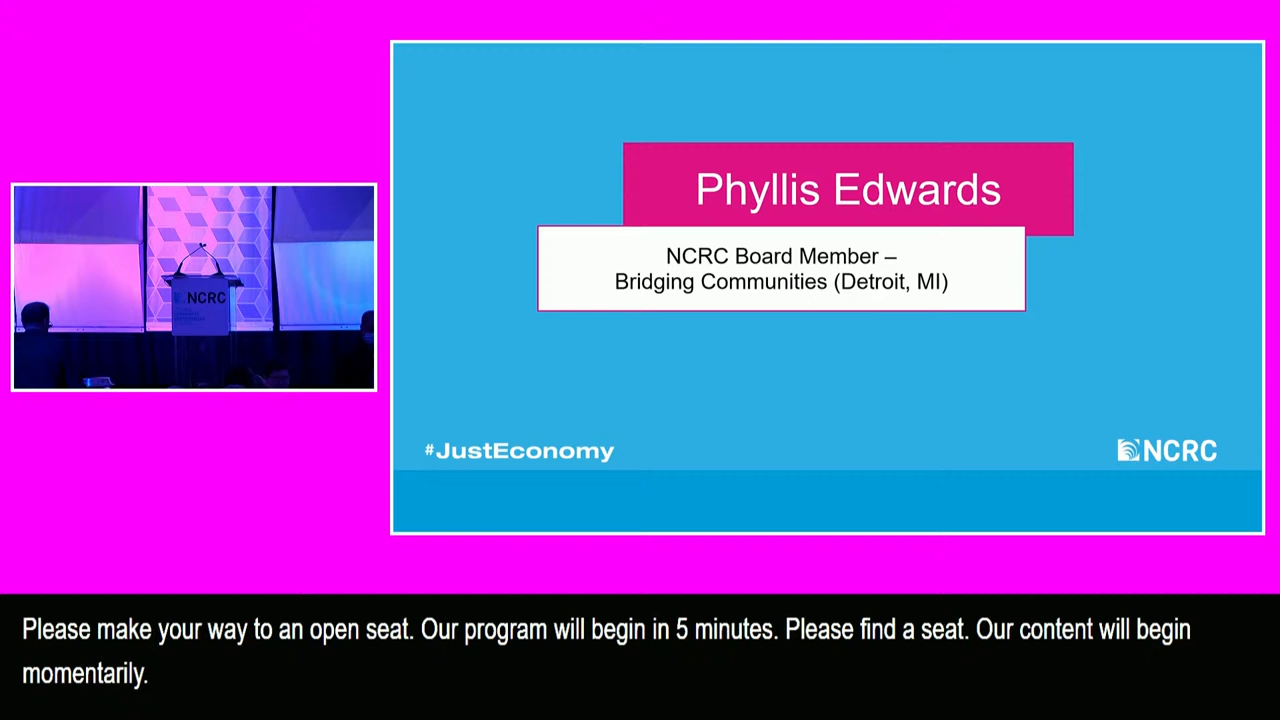 Phyllis Edwards
NCRC Board Member –
Bridging Communities (Detroit, MI)
NCRC
#JustEconomy
NCRC
Please make your way to an open seat. Our program will begin in 5 minutes. Please find a seat. Our content will begin
momentarily.